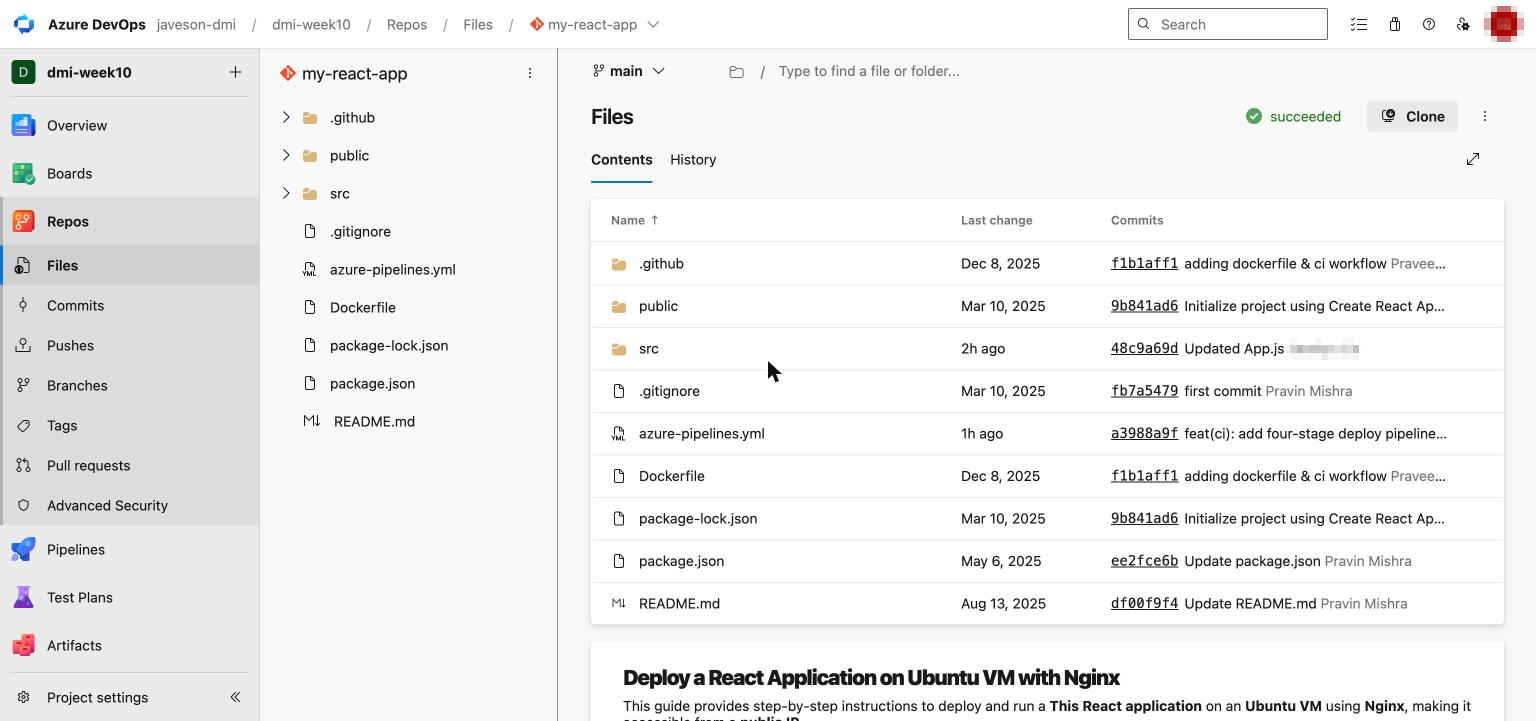 Azure DevOps javeson-dmi / dmi-week10 / Repos / Files / my-react-app
Search
D dmi-week10
Overview
Boards
Repos
Files
Commits
Pushes
Branches
Tags
Pull requests
Advanced Security
Pipelines
Test Plans
Artifacts
Project settings
my-react-app
.github
public
src
.gitignore
YML azure-pipelines.yml
Dockerfile
package-lock.json
package.json
M↓ README.md
main / Type to find a file or folder...
Files succeeded Clone
Contents History
Name ↑ Last change Commits
.github Dec 8, 2025 f1b1aff1 adding dockerfile & ci workflow Pravee...
public Mar 10, 2025 9b841ad6 Initialize project using Create React Ap...
src 2h ago 48c9a69d Updated App.js
.gitignore Mar 10, 2025 fb7a5479 first commit Pravin Mishra
YML azure-pipelines.yml 1h ago a3988a9f feat(ci): add four-stage deploy pipeline...
Dockerfile Dec 8, 2025 f1b1aff1 adding dockerfile & ci workflow Pravee...
package-lock.json Mar 10, 2025 9b841ad6 Initialize project using Create React Ap...
package.json May 6, 2025 ee2fce6b Update package.json Pravin Mishra
M↓ README.md Aug 13, 2025 df00f9f4 Update README.md Pravin Mishra
Deploy a React Application on Ubuntu VM with Nginx
This guide provides step-by-step instructions to deploy and run a This React application on an Ubuntu VM using Nginx, making it
accessible from a public IP.